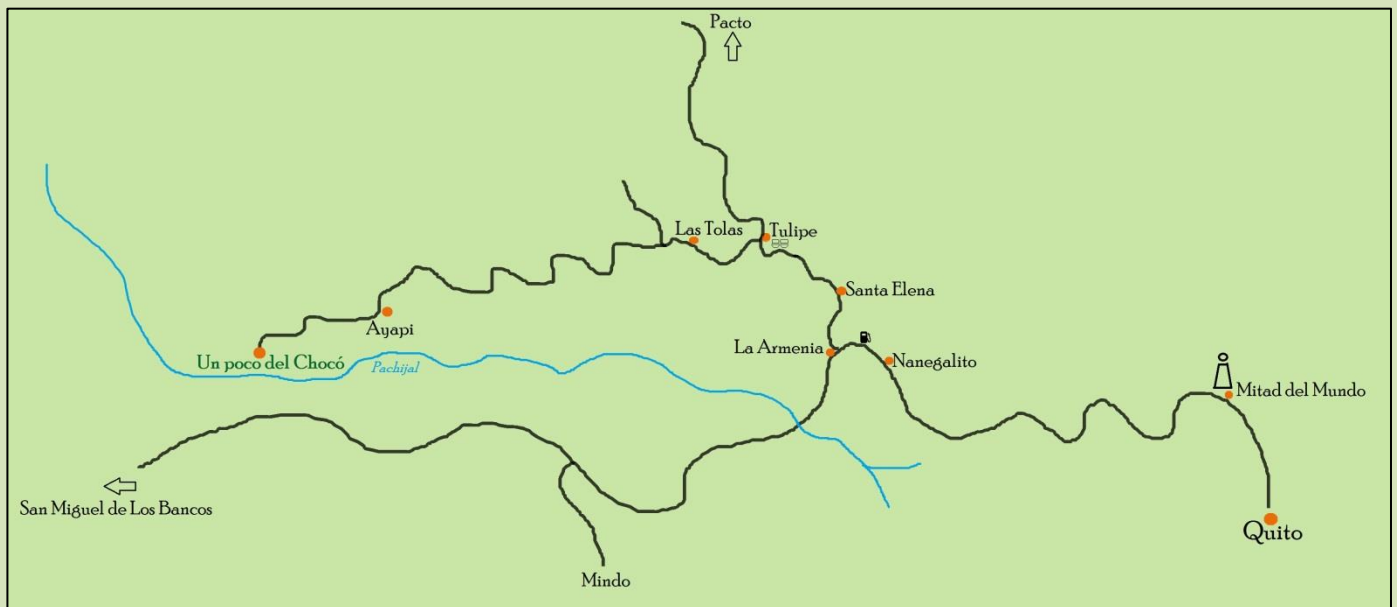 Pacto
Las Tolas
Tulipe
Santa Elena
Ayapi
La Armenia
Nanegalito
Un poco del Chocó
Pachijal
Mitad del Mundo
San Miguel de Los Bancos
Quito
Mindo